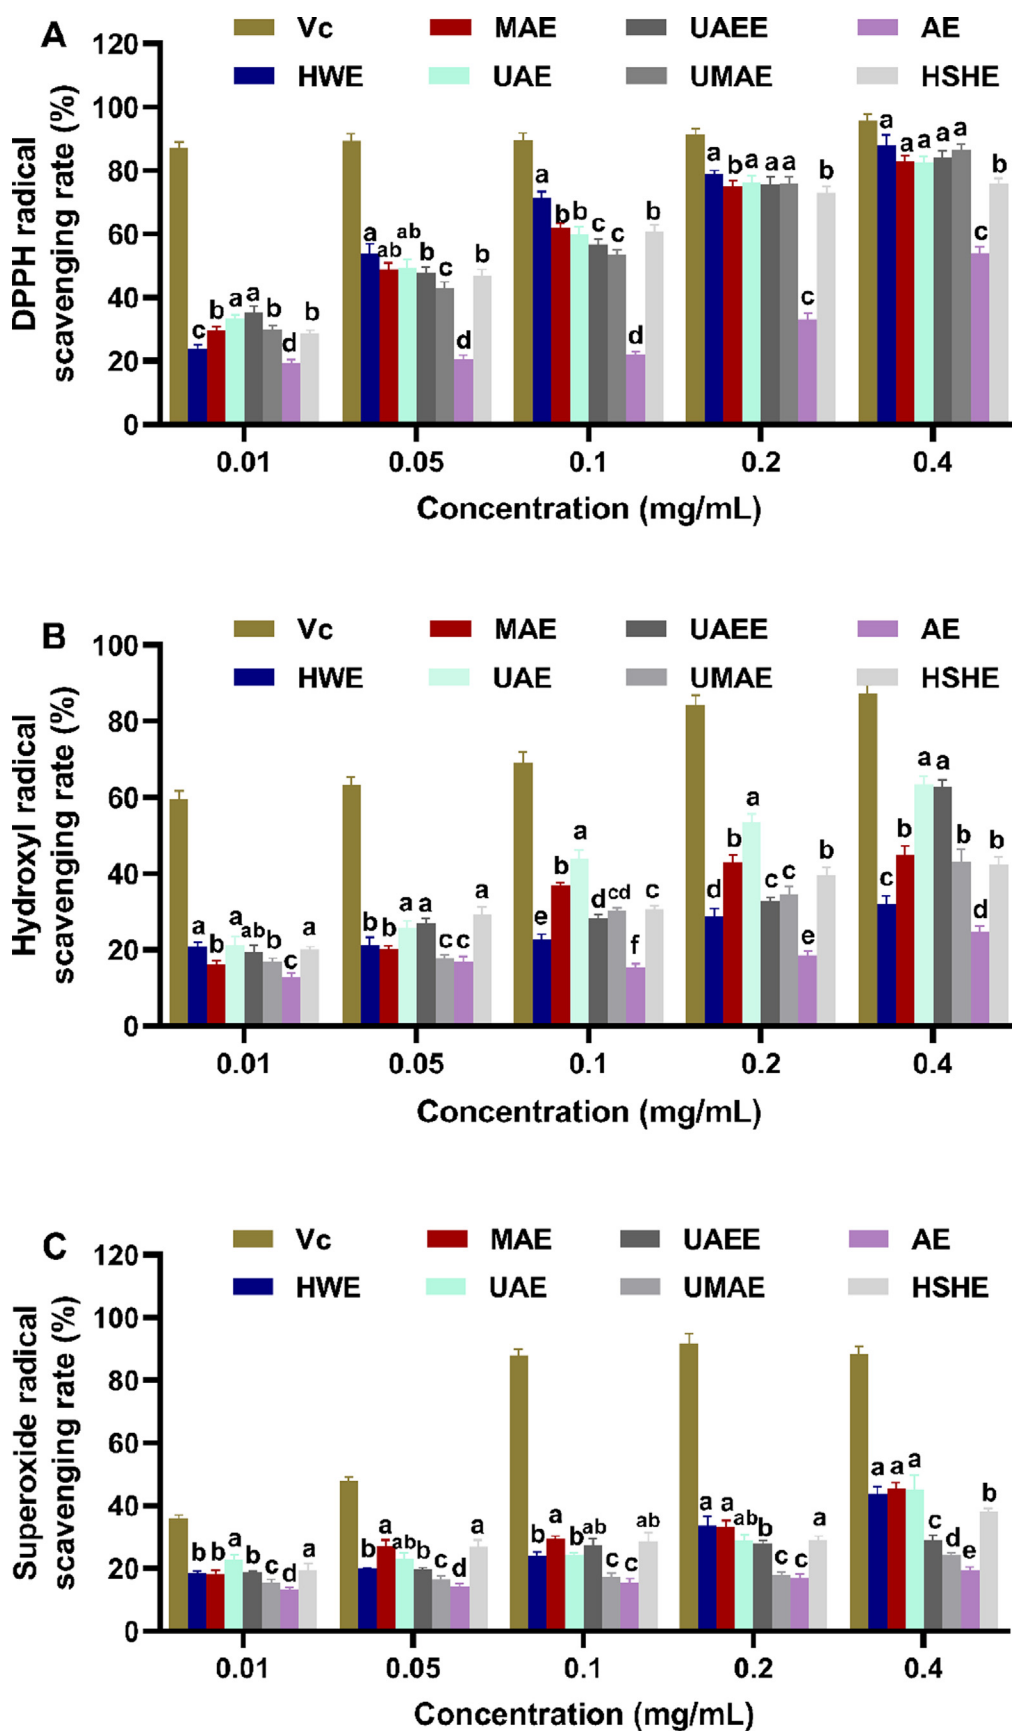 A
Vc MAE UAEE AE
HWE UAE UMAE HSHE
DPPH radical
scavenging rate (%)
120
100
80
60
40
20
0
c b a a b d b
a ab ab b c d b
a b b c c d b
a b a a a c b
a a a a a c b
0.01 0.05 0.1 0.2 0.4
Concentration (mg/mL)
B
Vc MAE UAEE AE
HWE UAE UMAE HSHE
Hydroxyl radical
scavenging rate (%)
100
80
60
40
20
0
a b a ab b c a
b b a a c c a
e b a d cd f c
d b a c c e b
c b a a b d b
0.01 0.05 0.1 0.2 0.4
Concentration (mg/mL)
C
Vc MAE UAEE AE
HWE UAE UMAE HSHE
Superoxide radical
scavenging rate (%)
120
100
80
60
40
20
0
b b a b c d a
b a ab b c d a
b a b ab c c ab
a a ab b c c a
a a a c d e b
0.01 0.05 0.1 0.2 0.4
Concentration (mg/mL)